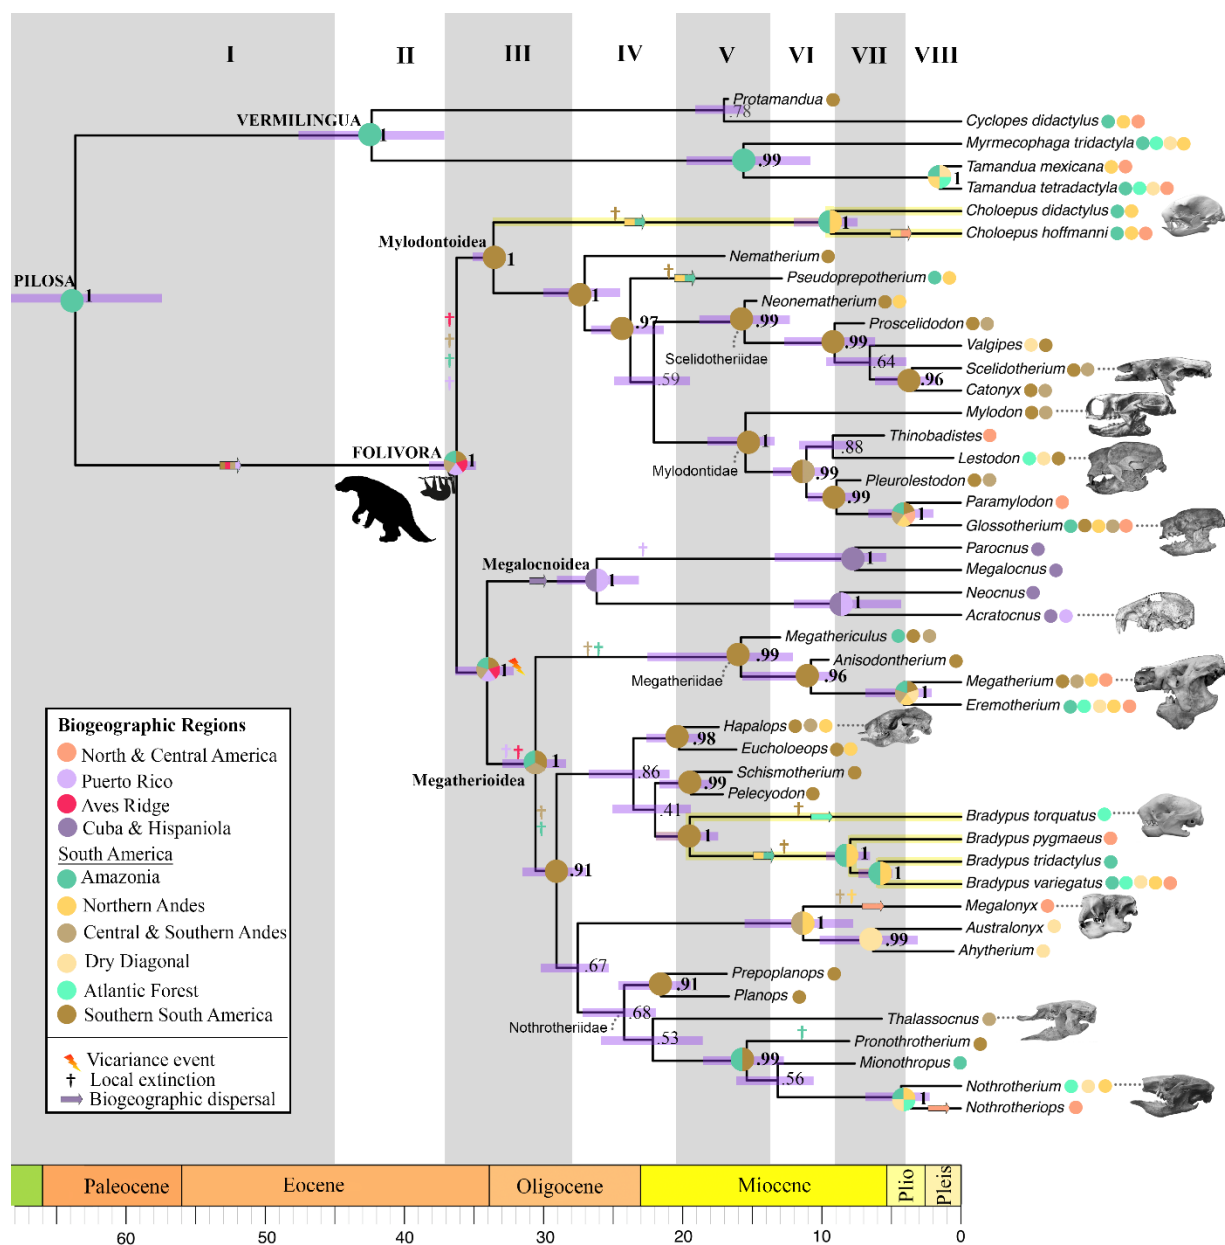 I II III IV V VI VII VIII
Protamandua
.78
VERMILINGUA
1
Cyclopes didactylus
Myrmecophaga tridactyla
.99
Tamandua mexicana
1
Tamandua tetradactyla
Choloepus didactylus
1
Choloepus hoffmanni
Mylodontoidea
1
Nematherium
PILOSA
1
Pseudoprepotherium
1
Neonematherium
.97
.99
Proscelidodon
.99
Valgipes
Scelidotheriidae
.64
Scelidotherium
.59
.96
Catonyx
Mylodon
Thinobadistes
1
.88
FOLIVORA
Lestodon
1
Mylodontidae
.99
Pleurolestodon
.99
Paramylodon
1
Glossotherium
Parocnus
Megalocnoidea
1
Megalocnus
1
Neocnus
1
Acratocnus
Megathericulus
.99
Anisodontherium
1
Megatheriidae
.96
Megatherium
1
Eremotherium
Hapalops
.98
Eucholoeops
Megatherioidea
1
.86
Schismotherium
.99
Pelecyodon
.41
Bradypus torquatus
1
Bradypus pygmaeus
1
Bradypus tridactylus
.91
1
Bradypus variegatus
Megalonyx
1
Australonyx
.99
Ahytherium
.67
Prepoplanops
.91
Planops
.68
Nothrotheriidae
Thalassocnus
.53
Pronothrotherium
.99
Mionothropus
.56
Nothrotherium
1
Nothrotheriops
Biogeographic Regions
North & Central America
Puerto Rico
Aves Ridge
Cuba & Hispaniola
South America
Amazonia
Northern Andes
Central & Southern Andes
Dry Diagonal
Atlantic Forest
Southern South America
Vicariance event
† Local extinction
Biogeographic dispersal
Paleocene Eocene Oligocene Miocene Plio Pleis
60 50 40 30 20 10 0